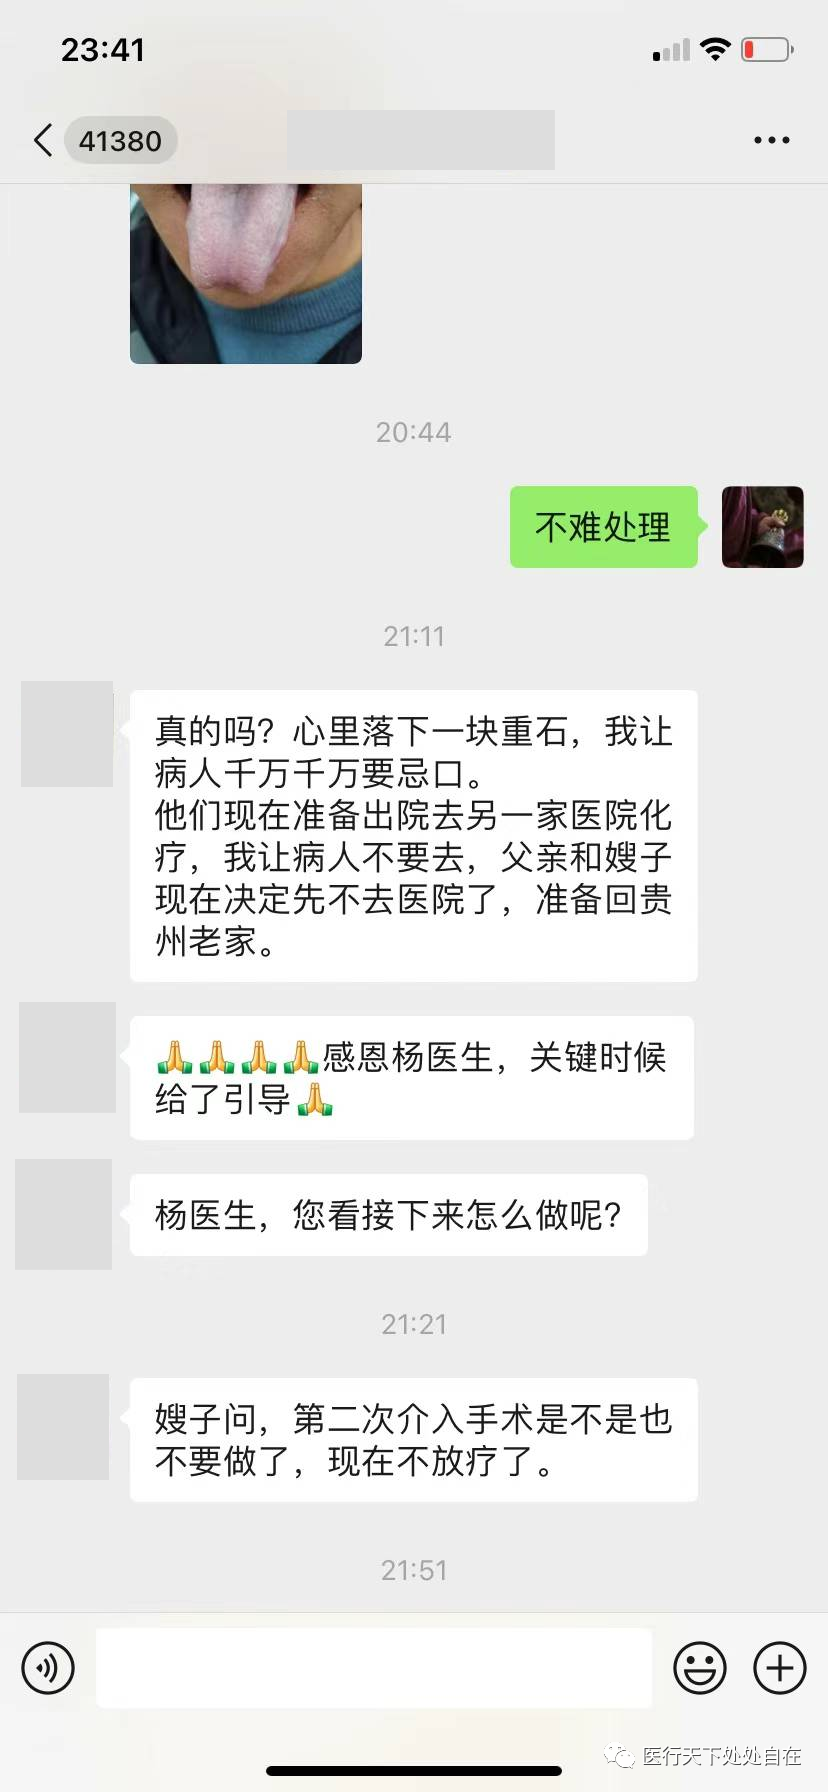 23:41
41380
20:44
不难处理
21:11
真的吗？心里落下一块重石，我让
病人千万千万要忌口。
他们现在准备出院去另一家医院化
疗，我让病人不要去，父亲和嫂子
现在决定先不去医院了，准备回贵
州老家。
🙏🙏🙏🙏感恩杨医生，关键时候
给了引导🙏
杨医生，您看接下来怎么做呢？
21:21
嫂子问，第二次介入手术是不是也
不要做了，现在不放疗了。
21:51
医行天下处处自在